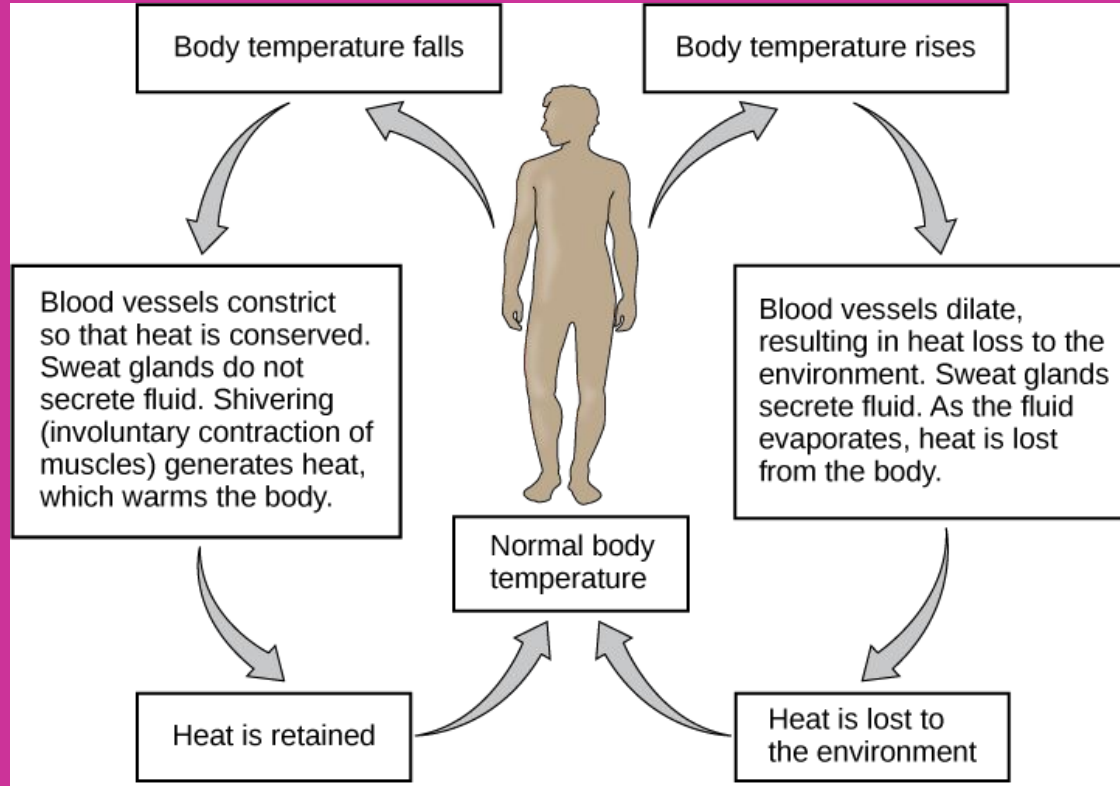 Body temperature falls
Body temperature rises
Blood vessels constrict
so that heat is conserved.
Sweat glands do not
secrete fluid. Shivering
(involuntary contraction of
muscles) generates heat,
which warms the body.
Blood vessels dilate,
resulting in heat loss to the
environment. Sweat glands
secrete fluid. As the fluid
evaporates, heat is lost
from the body.
Normal body
temperature
Heat is retained
Heat is lost to
the environment